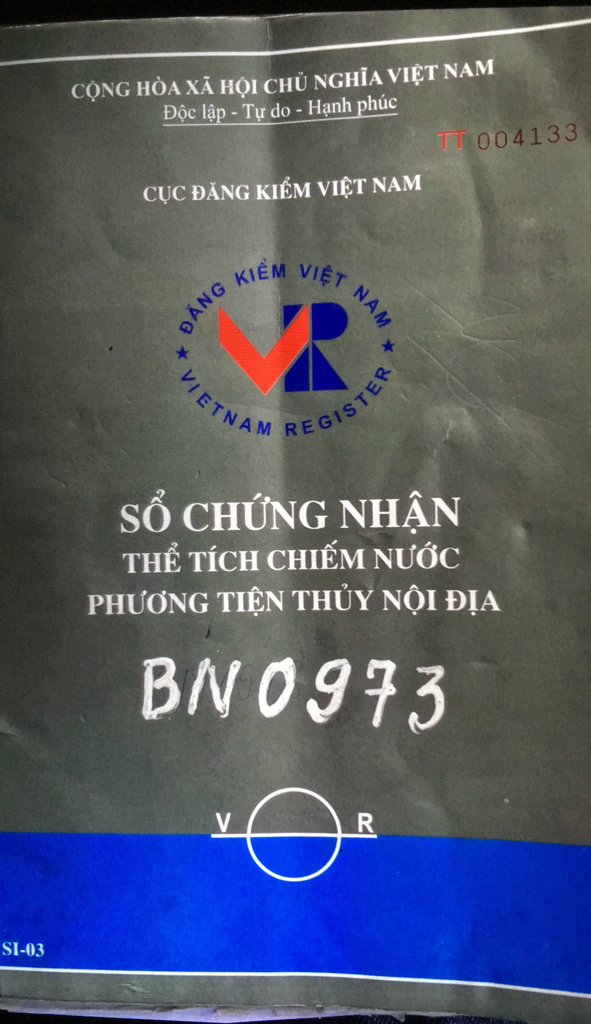 CỘNG HÒA XÃ HỘI CHỦ NGHĨA VIỆT NAM
Độc lập - Tự do - Hạnh phúc
TT 004133
CỤC ĐĂNG KIỂM VIỆT NAM
★ ĐĂNG KIỂM VIỆT NAM ★
VR
VIETNAM REGISTER
SỔ CHỨNG NHẬN
THỂ TÍCH CHIẾM NƯỚC
PHƯƠNG TIỆN THỦY NỘI ĐỊA
BN0973
V R
SI-03